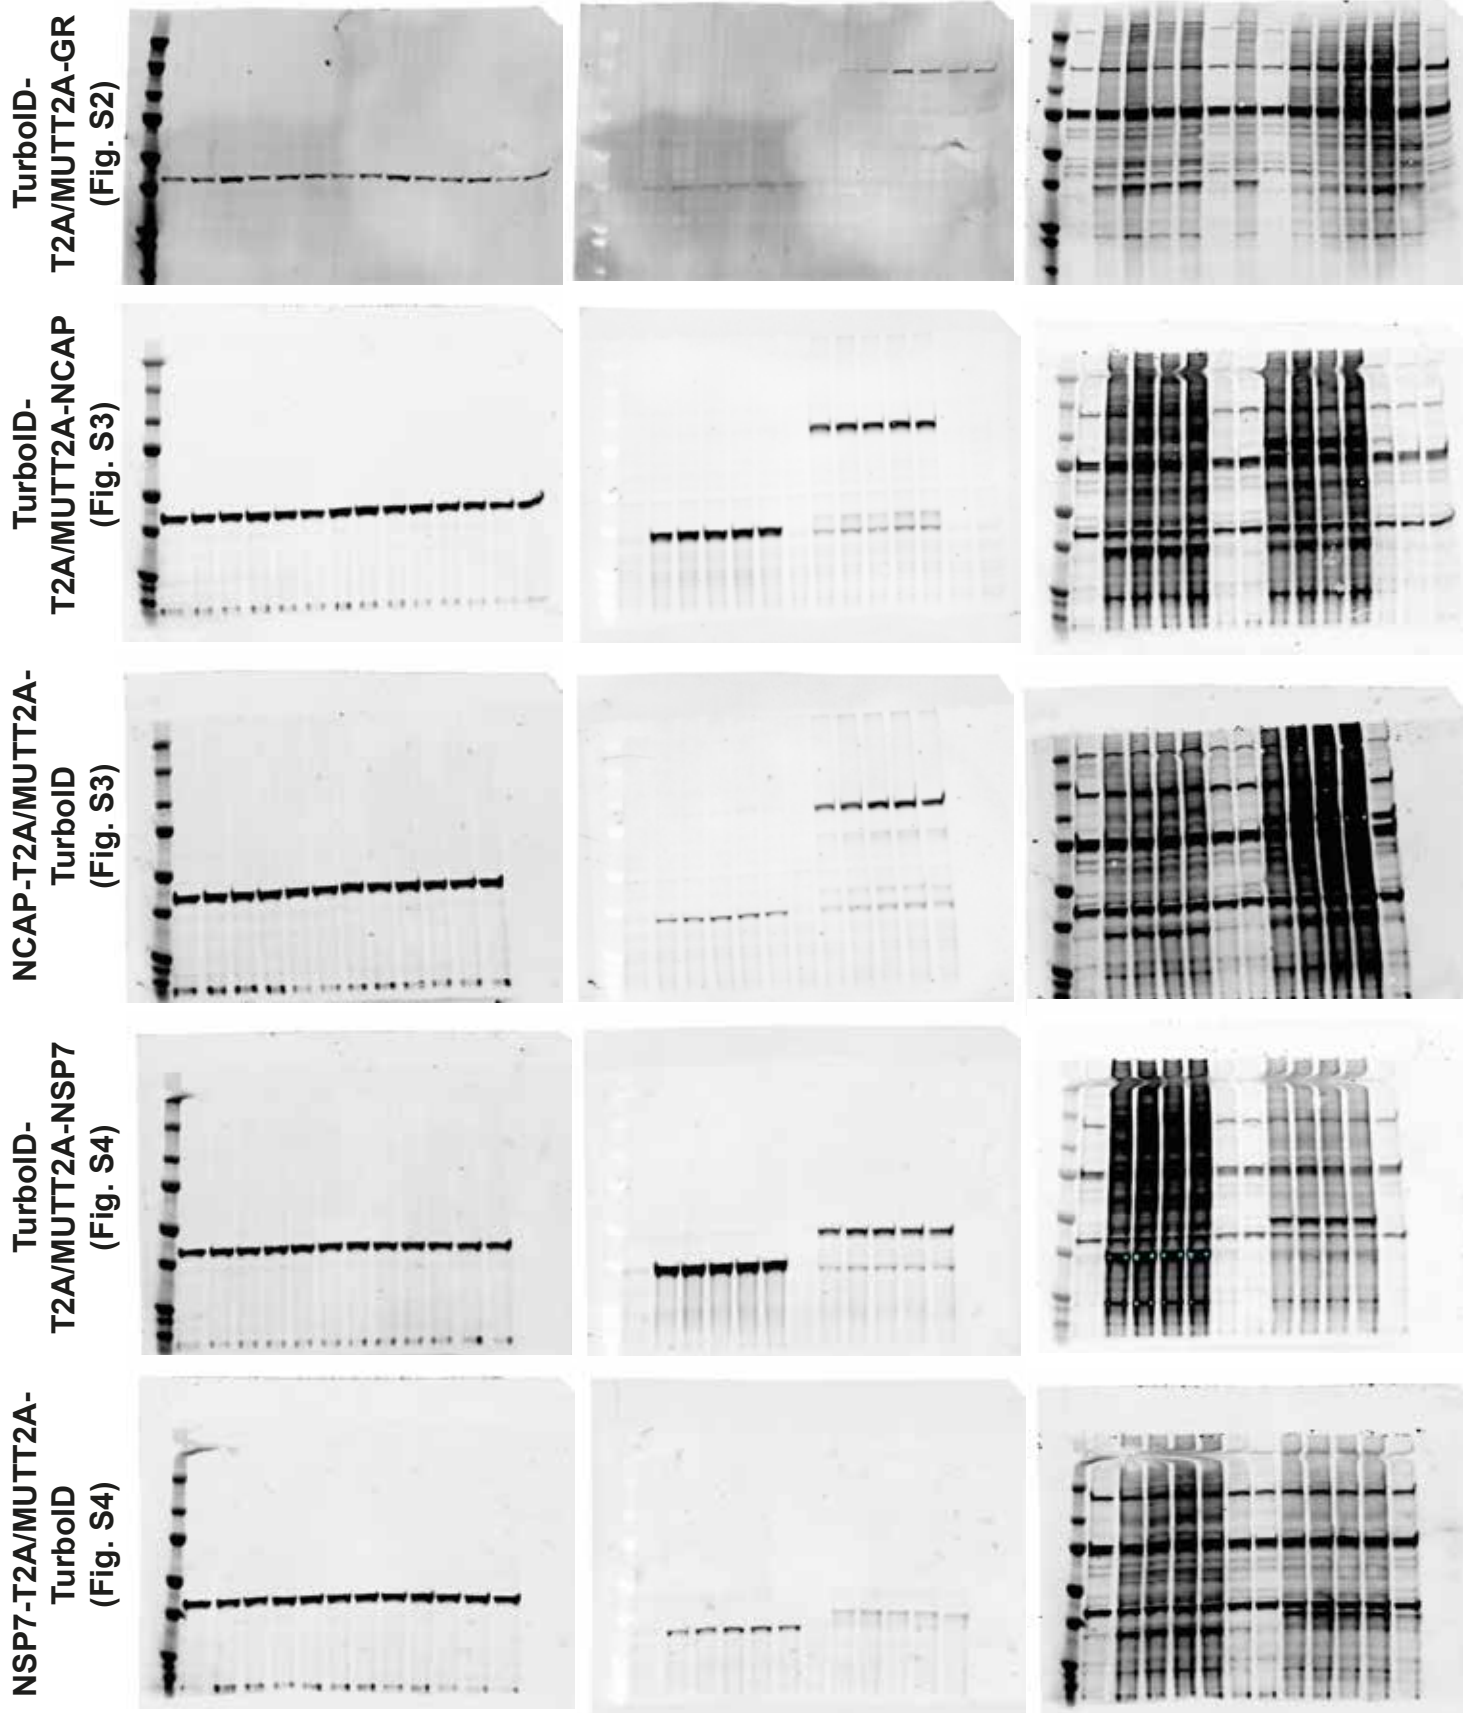 TurboID-
T2A/MUTT2A-GR
(Fig. S2)
TurboID-
T2A/MUTT2A-NCAP
(Fig. S3)
NCAP-T2A/MUTT2A-
TurboID
(Fig. S3)
TurboID-
T2A/MUTT2A-NSP7
(Fig. S4)
NSP7-T2A/MUTT2A-
TurboID
(Fig. S4)